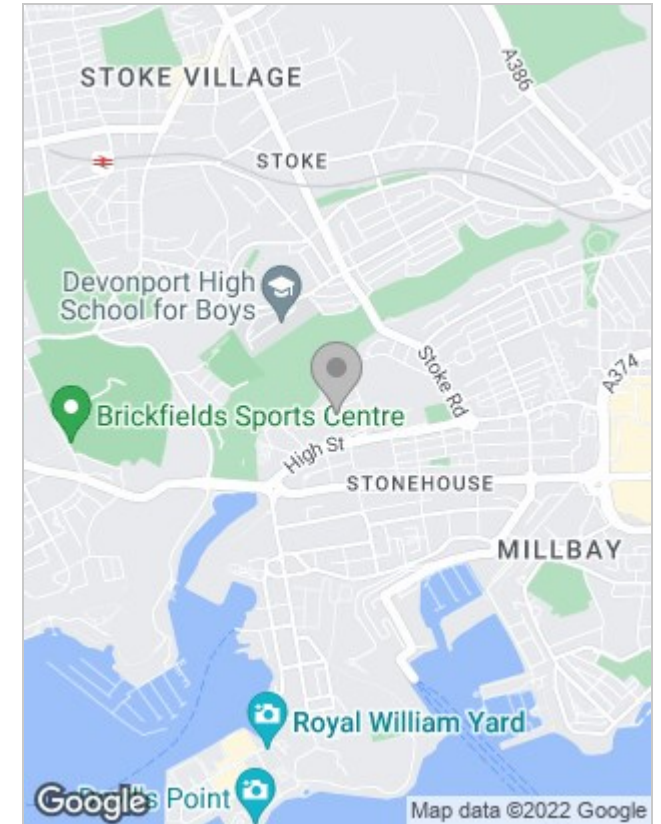 STOKE VILLAGE
A386
STOKE
Devonport High
School for Boys
Stoke Rd
A374
Brickfields Sports Centre
High St
STONEHOUSE
MILLBAY
Royal William Yard
Google
Point
Map data ©2022 Google